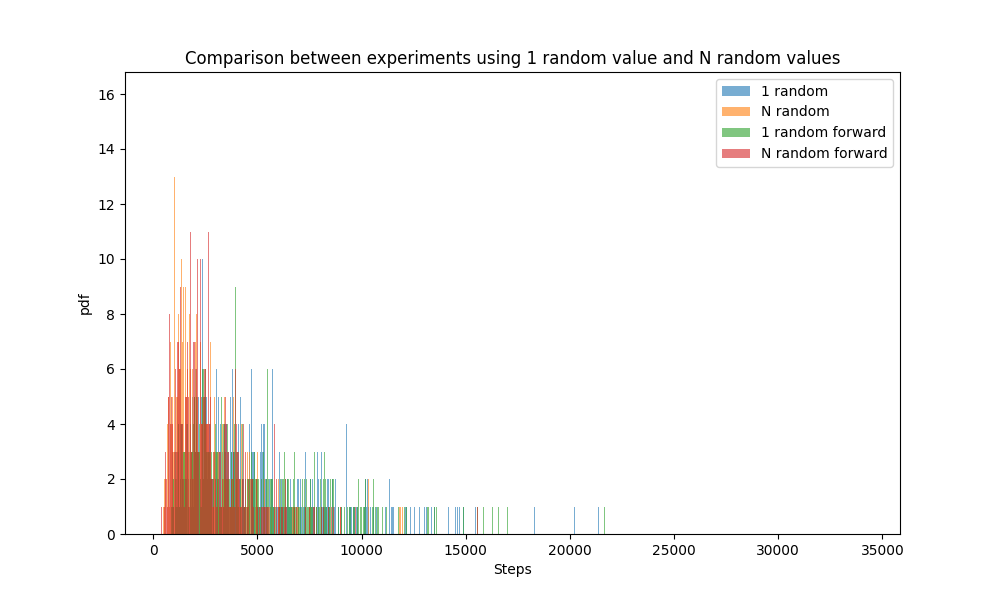 Comparison between experiments using 1 random value and N random values
1 random
N random
1 random forward
N random forward
pdf
16
14
12
10
8
6
4
2
0
0 5000 10000 15000 20000 25000 30000 35000
Steps